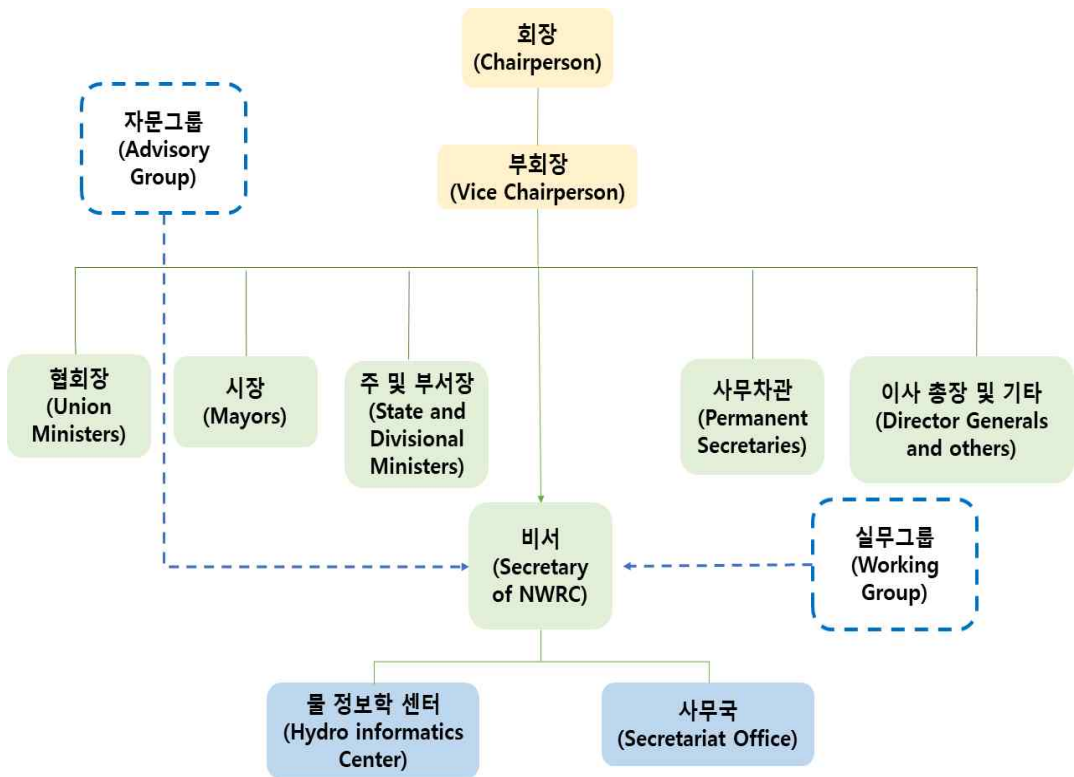 회장
(Chairperson)
자문그룹
(Advisory
Group)
부회장
(Vice Chairperson)
협회장
(Union
Ministers)
시장
(Mayors)
주 및 부서장
(State and
Divisional
Ministers)
사무차관
(Permanent
Secretaries)
이사 총장 및 기타
(Director Generals
and others)
비서
(Secretary
of NWRC)
실무그룹
(Working
Group)
물 정보학 센터
(Hydro informatics
Center)
사무국
(Secretariat Office)